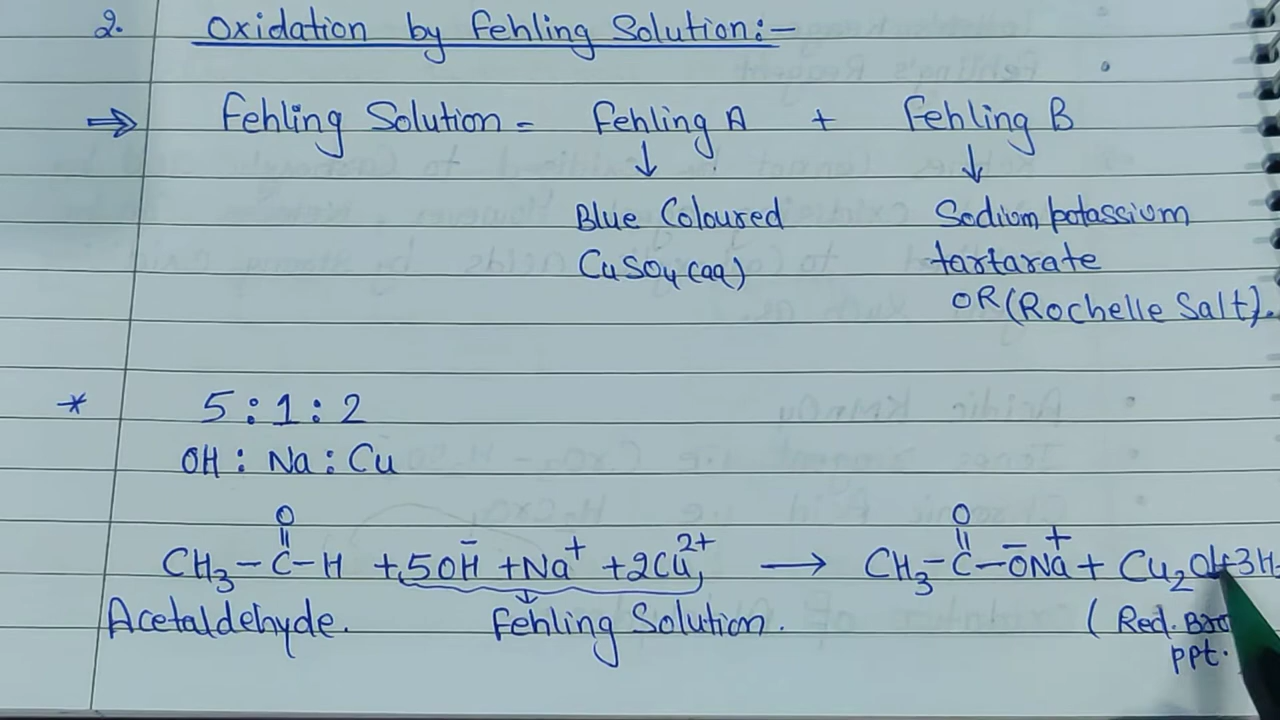 2. Oxidation by Fehling Solution:-
⇒ Fehling Solution = Fehling A + Fehling B
↓ ↓
Blue Coloured Sodium potassium
CuSO4(aq) tartarate
OR (Rochelle Salt).
* 5:1:2
OH : Na : Cu
O O
CH3-C-H + 5OH⁻ + Na⁺ + 2Cu²⁺ → CH3-C-O⁻Na⁺ + Cu2O+3H
Acetaldehyde. Fehling Solution. (Red.
ppt.